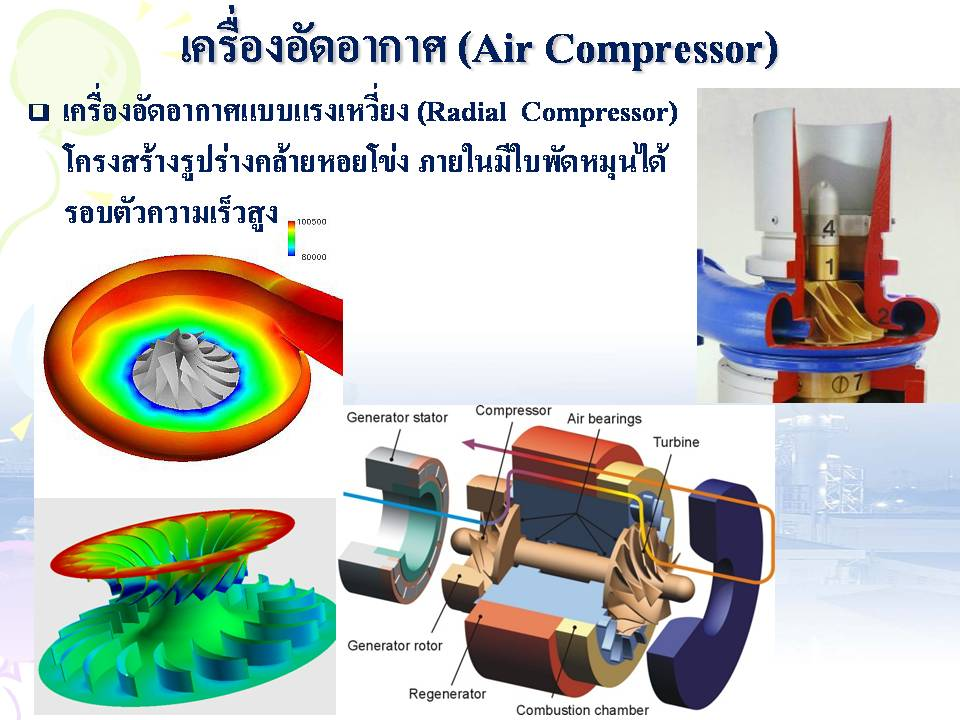 เครื่องอัดอากาศ (Air Compressor)
❑ เครื่องอัดอากาศแบบแรงเหวี่ยง (Radial Compressor)
โครงสร้างรูปร่างคล้ายหอยโข่ง ภายในมีใบพัดหมุนได้
รอบตัวความเร็วสูง
100500
80000
4
1
2
7
Generator stator
Compressor
Air bearings
Turbine
Generator rotor
Regenerator
Combustion chamber